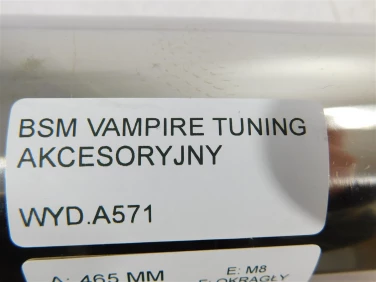 BSM VAMPIRE TUNING
AKCESORYJNY
WYD.A571
A: 465 MM
E: M8
F: OKRĄGŁY